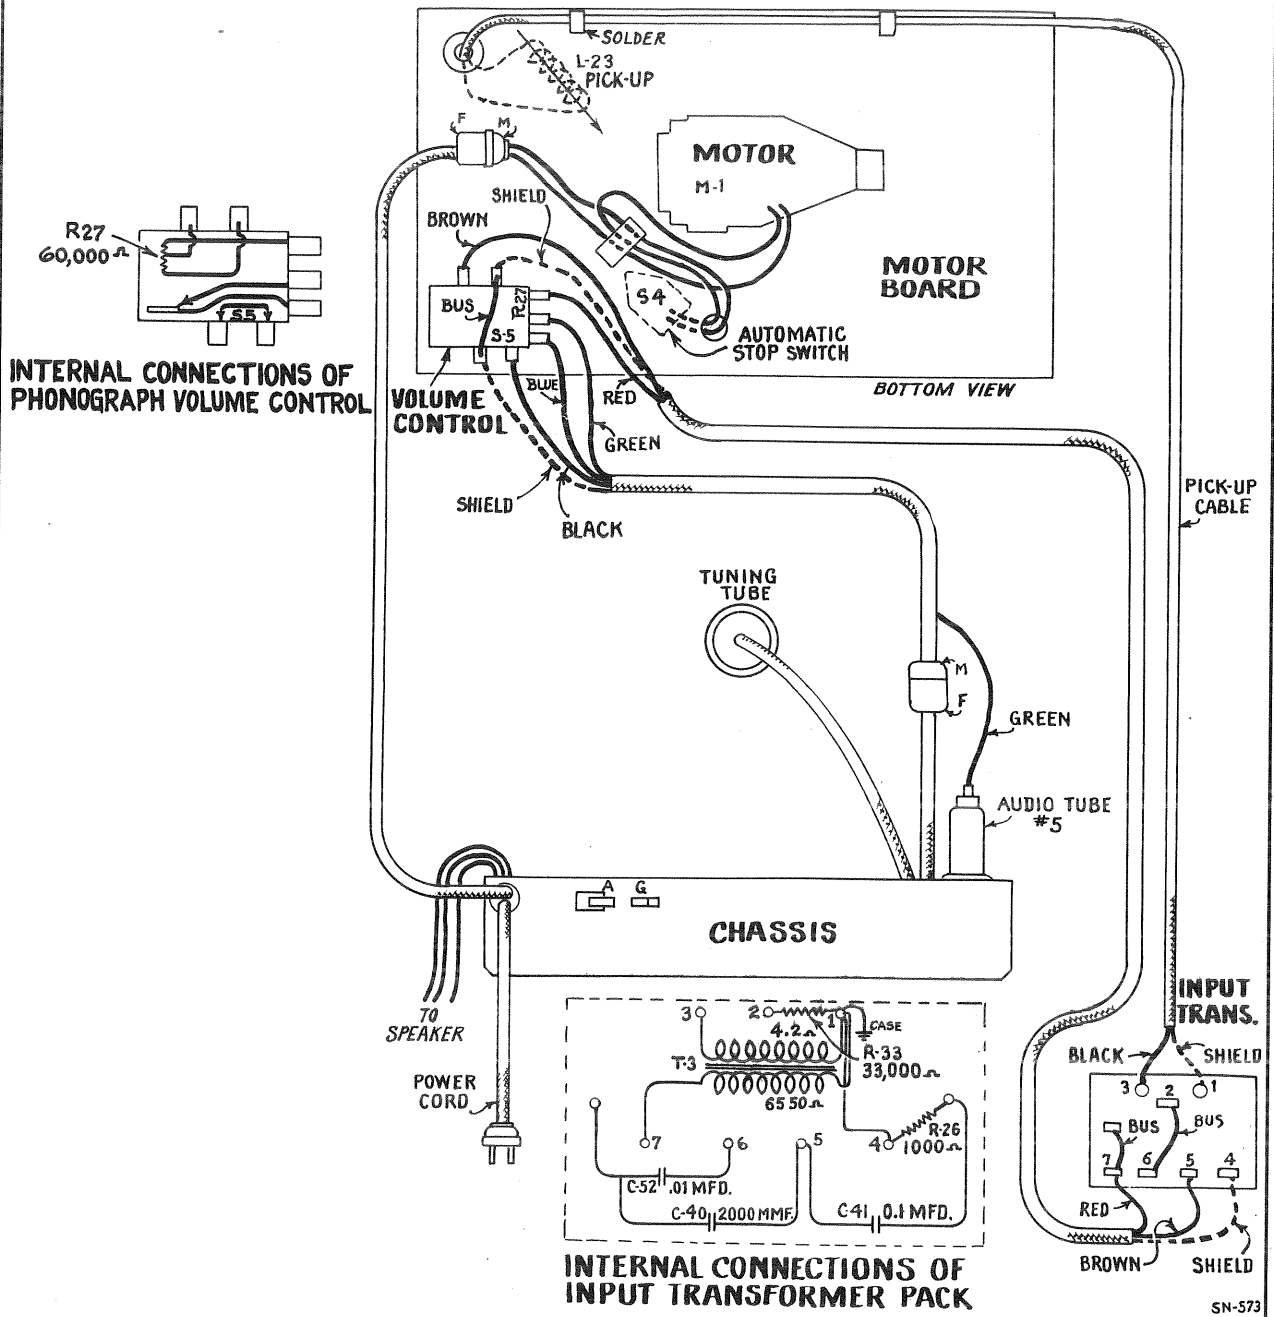 SOLDER
L-23
PICK-UP
F
M
MOTOR
M-1
SHIELD
BROWN
R27
60,000Ω
S5
INTERNAL CONNECTIONS OF
PHONOGRAPH VOLUME CONTROL
BUS
R27
S-5
S4
MOTOR
BOARD
AUTOMATIC
STOP SWITCH
BOTTOM VIEW
VOLUME
CONTROL
BLUE
RED
GREEN
SHIELD
BLACK
PICK-UP
CABLE
TUNING
TUBE
M
F
GREEN
AUDIO TUBE
#5
A
G
CHASSIS
TO
SPEAKER
POWER
CORD
3
2
1
CASE
4.2Ω
R-33
33,000Ω
T-3
6550Ω
R-26
1000Ω
7
6
5
4
C-52
.01 MFD.
C-40
2000 MMF.
C41
0.1 MFD.
INTERNAL CONNECTIONS OF
INPUT TRANSFORMER PACK
INPUT
TRANS.
BLACK
SHIELD
3
2
1
BUS
BUS
7
6
5
4
RED
BROWN
SHIELD
SN-573